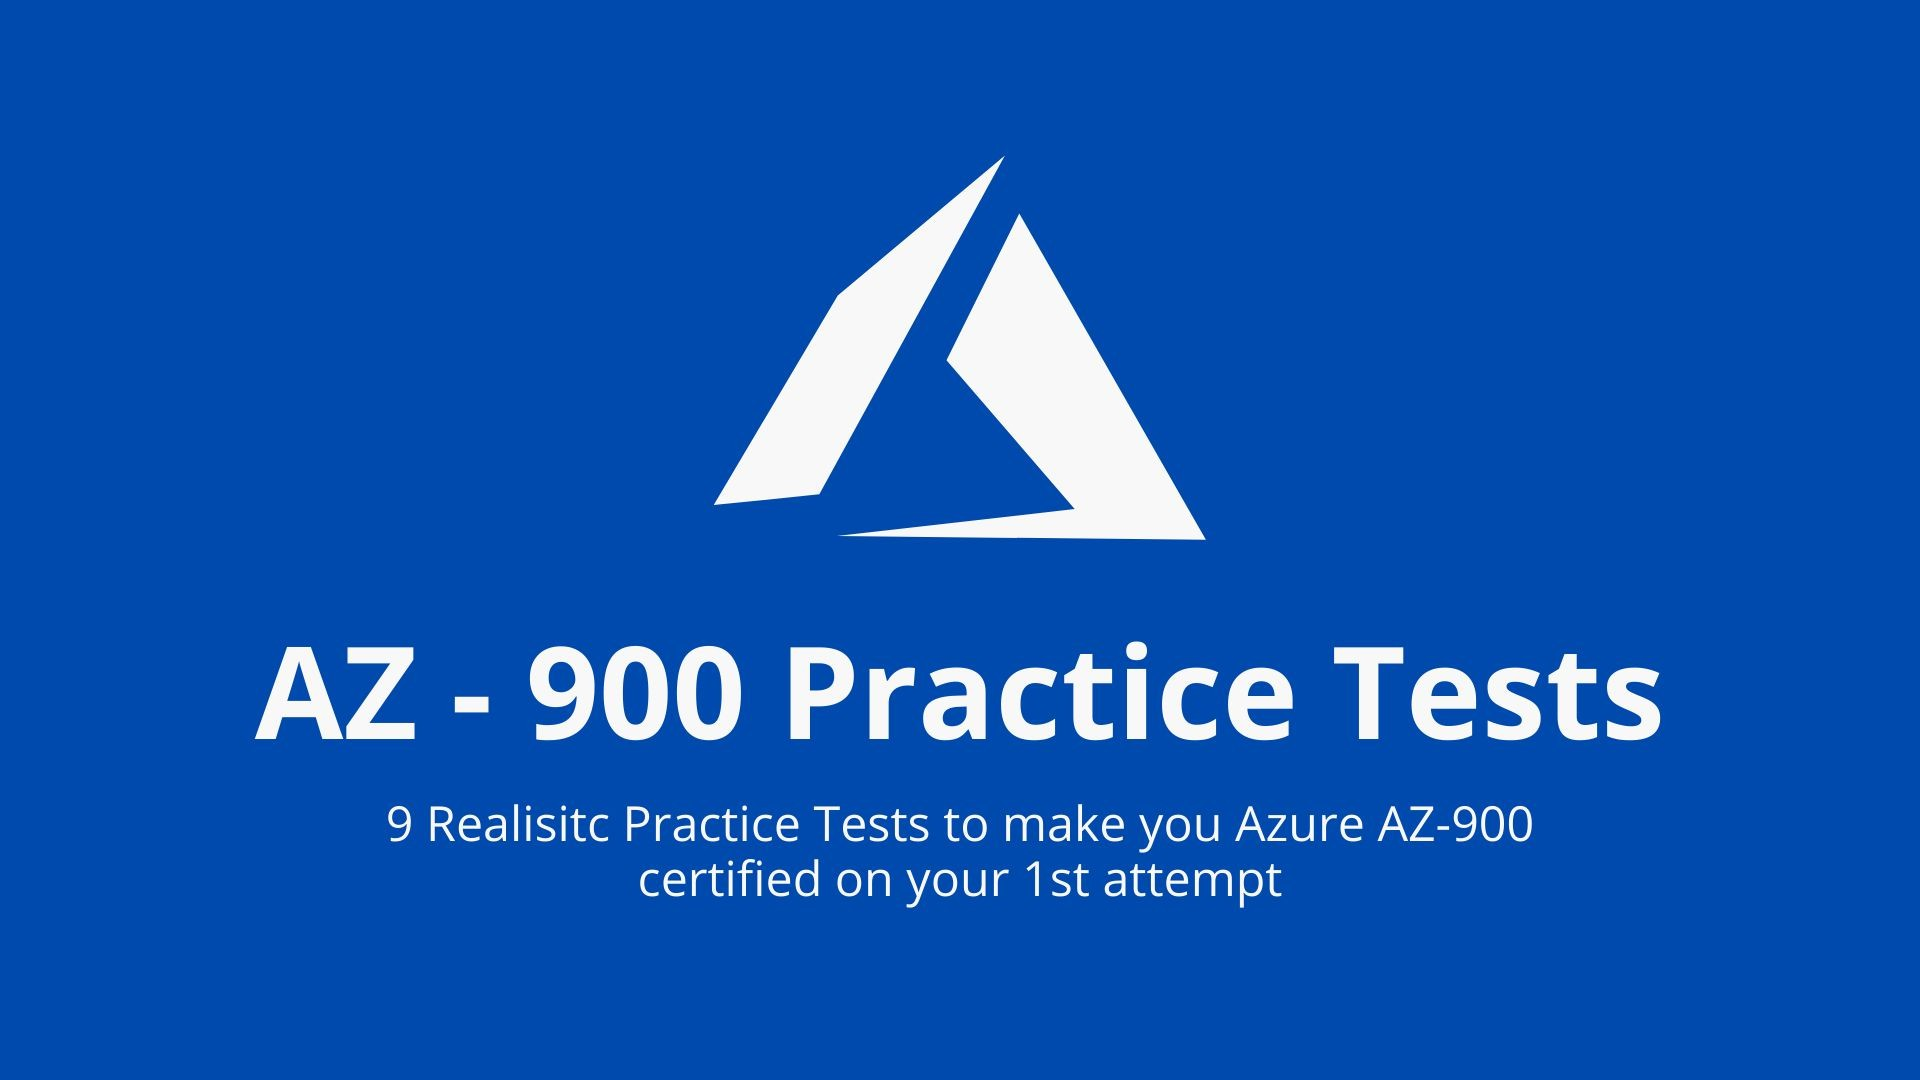 AZ - 900 Practice Tests
9 Realisitc Practice Tests to make you Azure AZ-900
certified on your 1st attempt